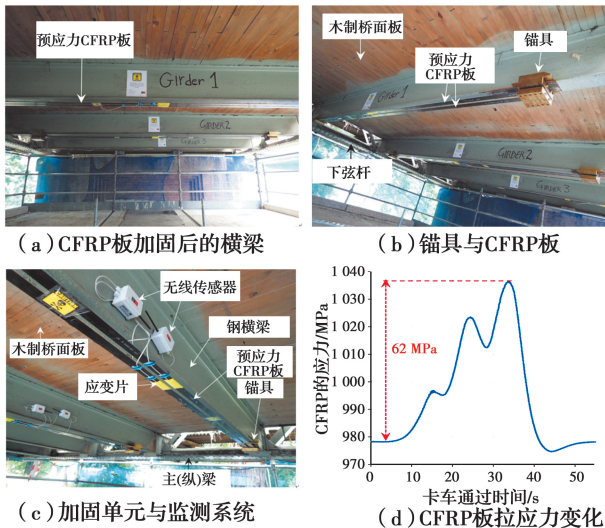 预应力CFRP板
GIrder 1
GIRDER2
GIRDER3
(a)CFRP板加固后的横梁
木制桥面板
锚具
预应力
CFRP板
Girder 1
GIRDER2
GIRDER 3
下弦杆
(b)锚具与CFRP板
无线传感器
钢横梁
木制桥面板
预应力
CFRP板
应变片
锚具
主(纵)梁
(c)加固单元与监测系统
CFRP的应力/MPa
1 040
1 030
1 020
1 010
1 000
990
980
970
62 MPa
0 10 20 30 40 50
卡车通过时间/s
(d)CFRP板拉应力变化